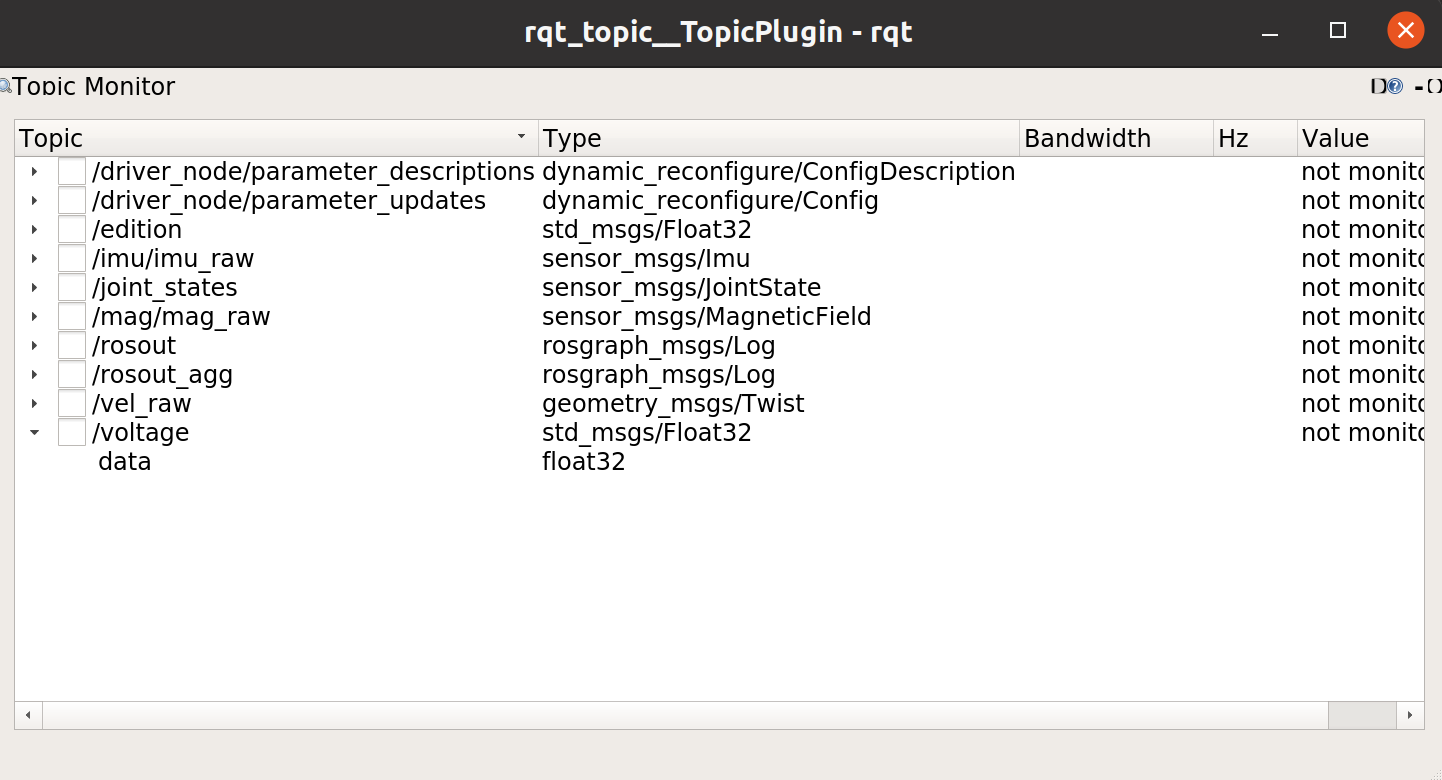 rqt_topic__TopicPlugin - rqt
Topic Monitor
Topic Type Bandwidth Hz Value
/driver_node/parameter_descriptions dynamic_reconfigure/ConfigDescription not monito
/driver_node/parameter_updates dynamic_reconfigure/Config not monito
/edition std_msgs/Float32 not monito
/imu/imu_raw sensor_msgs/Imu not monito
/joint_states sensor_msgs/JointState not monito
/mag/mag_raw sensor_msgs/MagneticField not monito
/rosout rosgraph_msgs/Log not monito
/rosout_agg rosgraph_msgs/Log not monito
/vel_raw geometry_msgs/Twist not monito
/voltage std_msgs/Float32 not monito
data float32